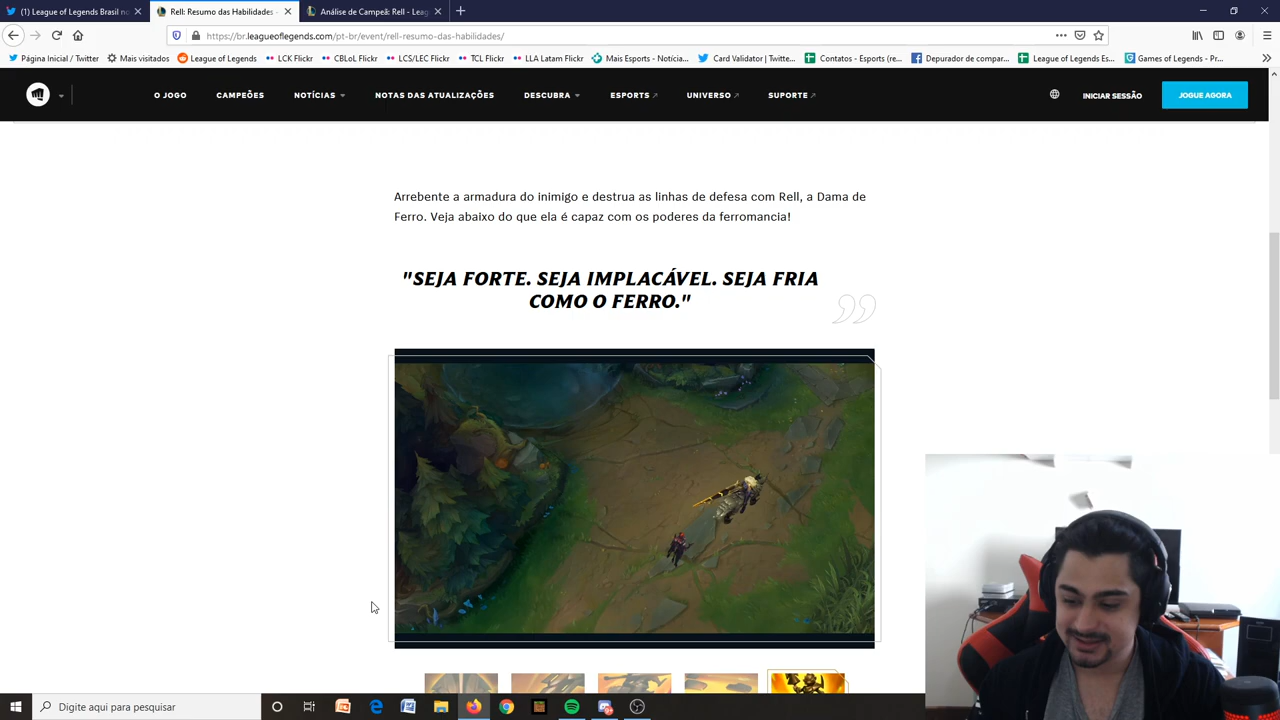 (1) League of Legends Brasil no
Rell: Resumo das Habilidades -
Análise de Campeã: Rell - Leag
https://br.leagueoflegends.com/pt-br/event/rell-resumo-das-habilidades/
Página Inicial / Twitter
Mais visitados
League of Legends
LCK Flickr
CBLoL Flickr
LCS/LEC Flickr
TCL Flickr
LLA Latam Flickr
Mais Esports - Notícia...
Card Validator | Twitte...
Contatos - Esports (re...
Depurador de compar...
League of Legends Es...
Games of Legends - Pr...
O JOGO
CAMPEÕES
NOTÍCIAS
NOTAS DAS ATUALIZAÇÕES
DESCUBRA
ESPORTS
UNIVERSO
SUPORTE
INICIAR SESSÃO
JOGUE AGORA
Arrebente a armadura do inimigo e destrua as linhas de defesa com Rell, a Dama de
Ferro. Veja abaixo do que ela é capaz com os poderes da ferromancia!
"SEJA FORTE. SEJA IMPLACÁVEL. SEJA FRIA
COMO O FERRO."
Digite aqui para pesquisar